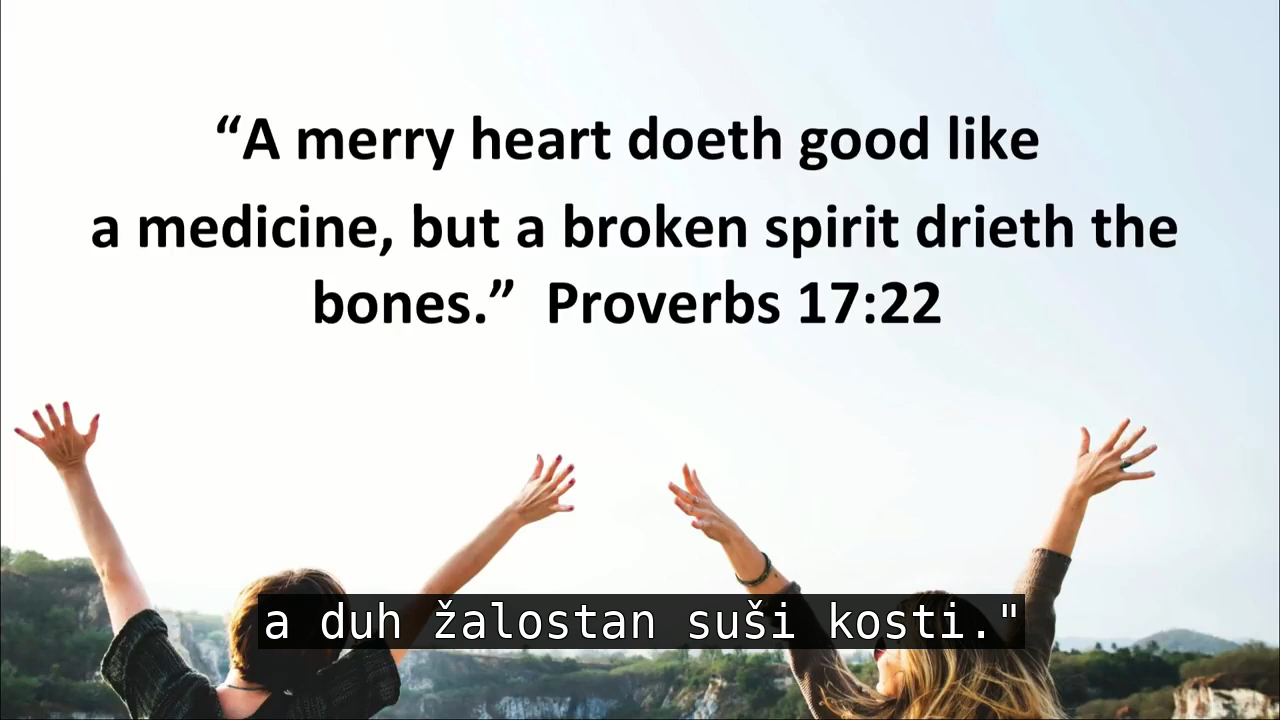 “A merry heart doeth good like
a medicine, but a broken spirit drieth the
bones.”  Proverbs 17:22
a duh žalostan suši kosti."